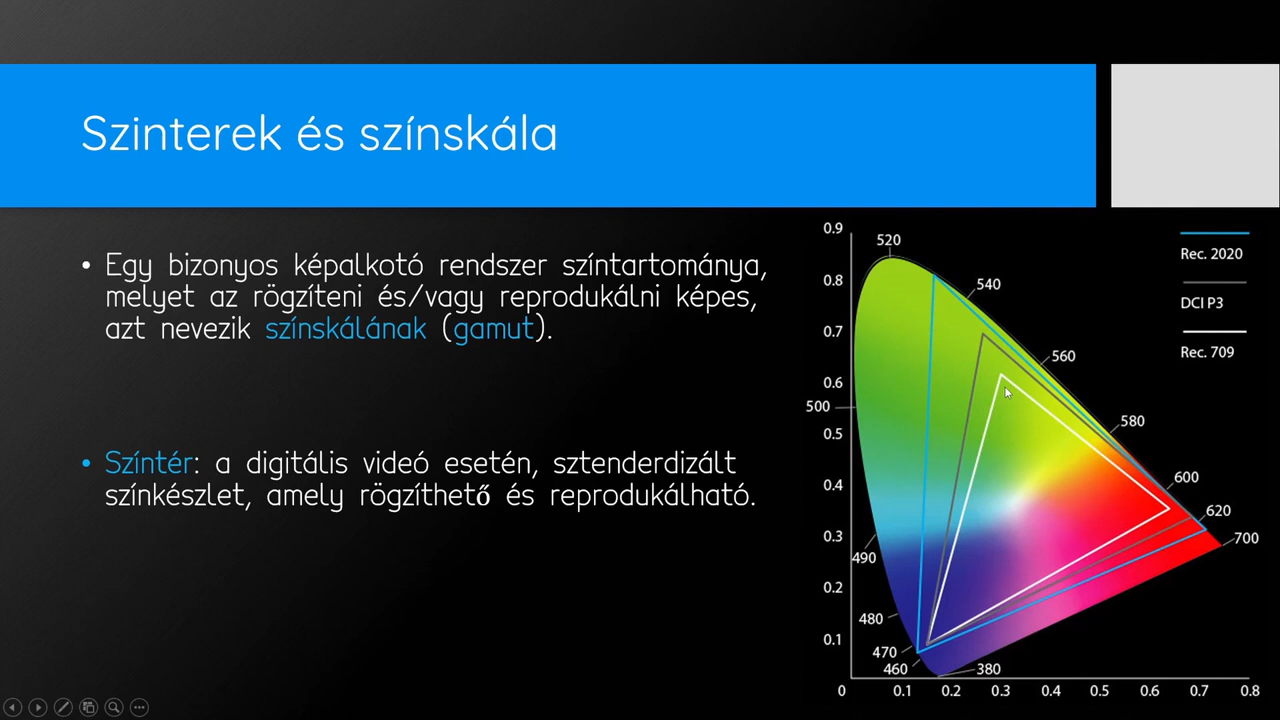 Szinterek és színskála
• Egy bizonyos képalkotó rendszer színtartománya,
melyet az rögzíteni és/vagy reprodukálni képes,
azt nevezik színskálának (gamut).
• Színtér: a digitális videó esetén, sztenderdizált
színkészlet, amely rögzíthető és reprodukálható.
0.9
520
Rec. 2020
0.8
540
DCI P3
0.7
Rec. 709
560
0.6
500
580
0.5
600
0.4
620
0.3
700
490
0.2
480
0.1
470
460
380
0 0.1 0.2 0.3 0.4 0.5 0.6 0.7 0.8